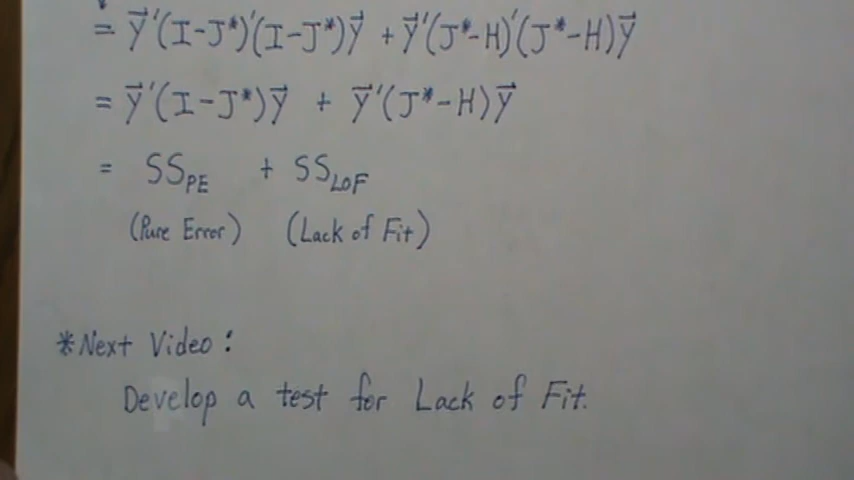 = Y⃗'(I-J*)'(I-J*)Y⃗ + Y⃗'(J*-H)'(J*-H)Y⃗
= Y⃗'(I-J*)Y⃗ + Y⃗'(J*-H)Y⃗
= SS_PE + SS_LOF
(Pure Error) (Lack of Fit)
*Next Video:
Develop a test for Lack of Fit.